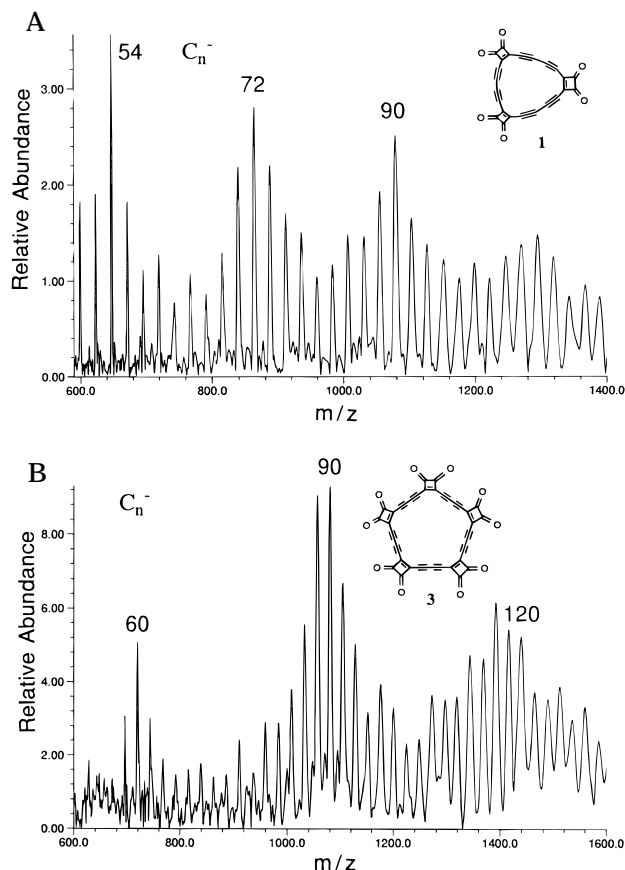 A
54
Cn-
72
90
O
O
O
O
O
O
1
3.00
2.00
1.00
0.00
Relative Abundance
600.0
800.0
1000.0
1200.0
1400.0
m/z
B
Cn-
90
60
120
O
O
O
O
O
O
O
O
O
O
3
8.00
6.00
4.00
2.00
0.00
Relative Abundance
600.0
800.0
1000.0
1200.0
1400.0
1600.0
m/z